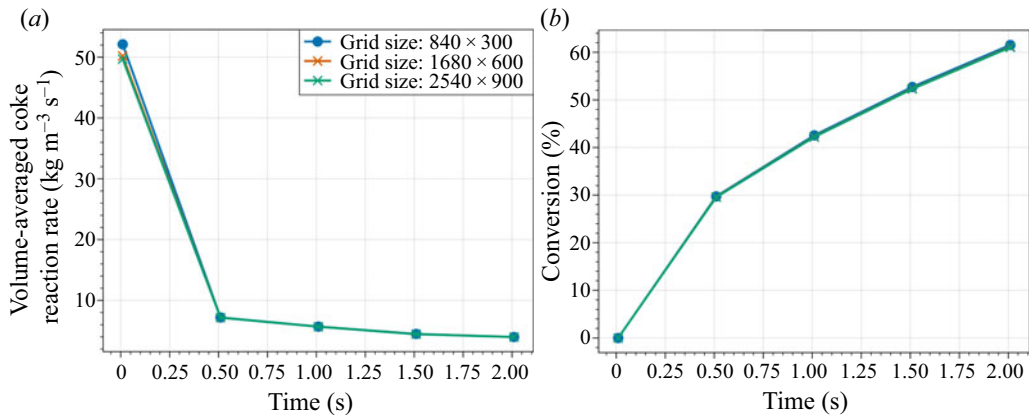 (a)
Volume-averaged coke
reaction rate (kg m⁻³ s⁻¹)
50
40
30
20
10
Grid size: 840 × 300
Grid size: 1680 × 600
Grid size: 2540 × 900
0 0.25 0.50 0.75 1.00 1.25 1.50 1.75 2.00
Time (s)
(b)
Conversion (%)
60
50
40
30
20
10
0
0 0.25 0.50 0.75 1.00 1.25 1.50 1.75 2.00
Time (s)